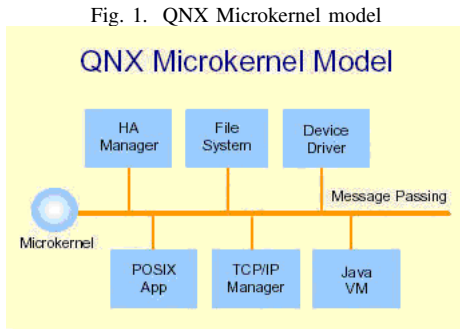 Fig. 1. QNX Microkernel model
QNX Microkernel Model
HA
Manager
File
System
Device
Driver
Message Passing
Microkernel
POSIX
App
TCP/IP
Manager
Java
VM